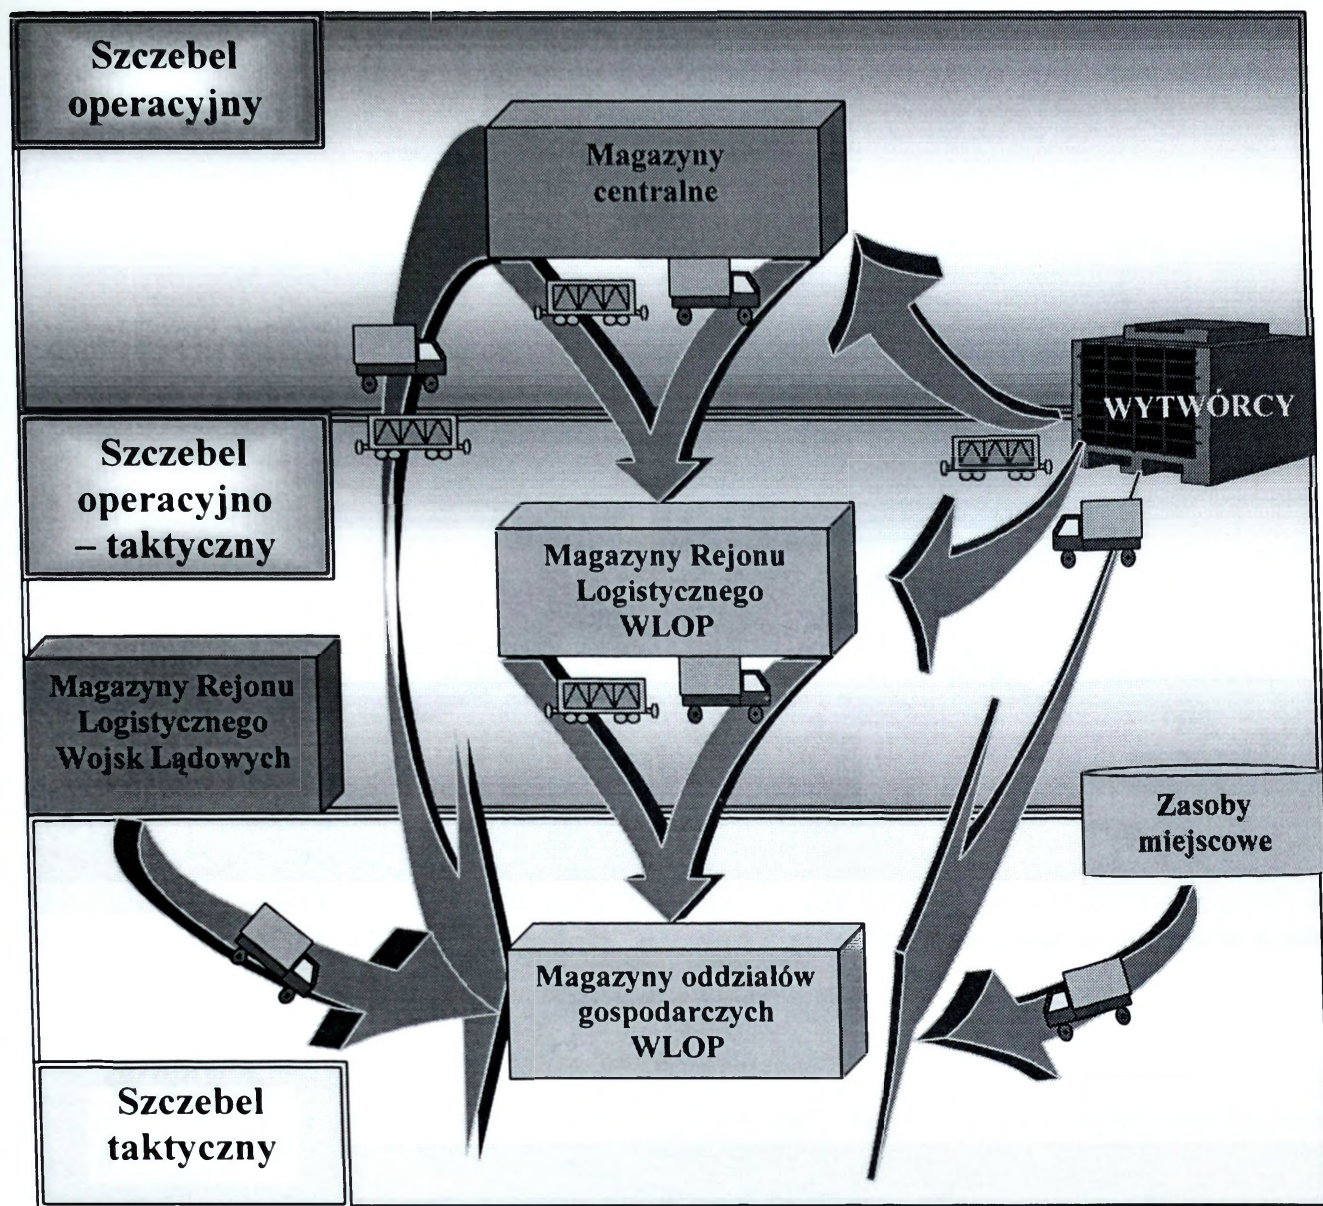 Szczebel
operacyjny
Magazyny
centralne
WYTWÓRCY
Szczebel
operacyjno
– taktyczny
Magazyny Rejonu
Logistycznego
WLOP
Magazyny Rejonu
Logistycznego
Wojsk Lądowych
Zasoby
miejscowe
Magazyny oddziałów
gospodarczych
WLOP
Szczebel
taktyczny